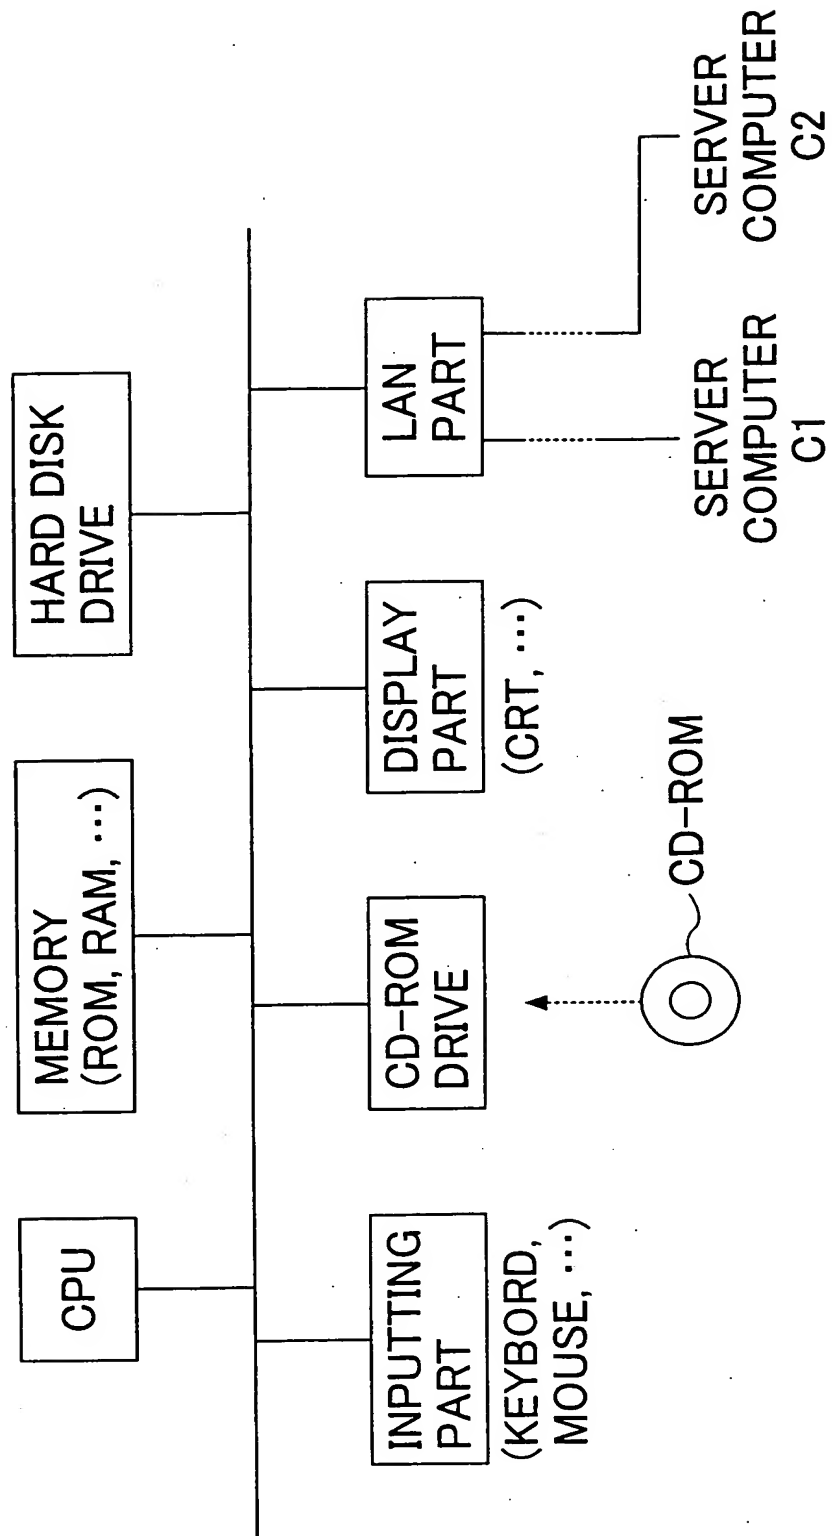 CPU
MEMORY
(ROM, RAM, ⋯)
HARD DISK
DRIVE
INPUTTING
PART
(KEYBORD,
MOUSE, ⋯)
CD-ROM
DRIVE
CD-ROM
DISPLAY
PART
(CRT, ⋯)
LAN
PART
SERVER
COMPUTER
C1
SERVER
COMPUTER
C2